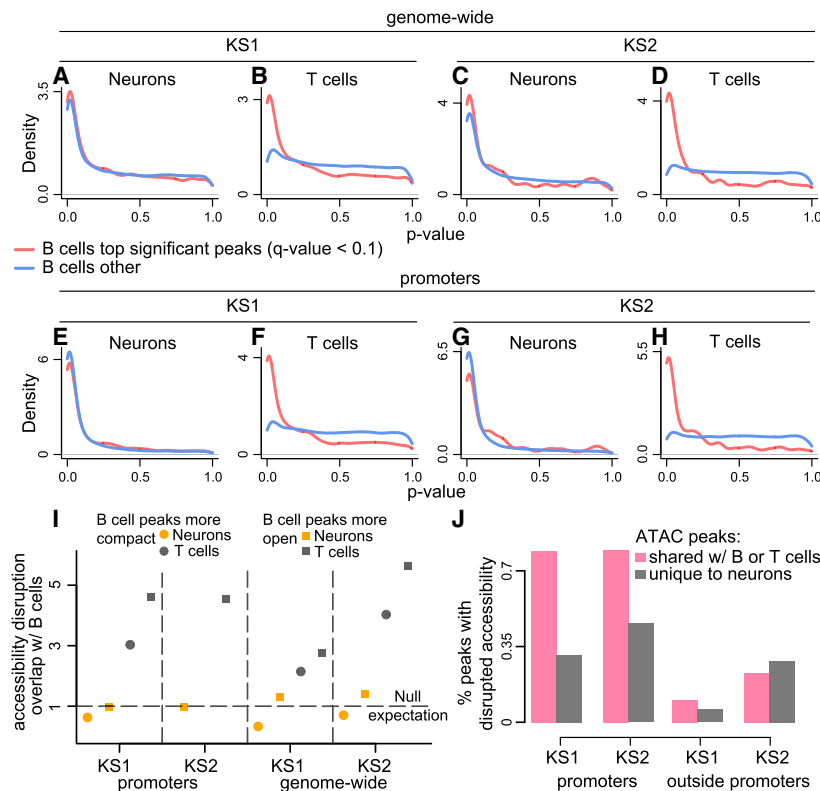 genome-wide
KS1
KS2
A
Neurons
B
T cells
C
Neurons
D
T cells
Density
3.5
0.0
3
0
4
0
4
0
0.0 0.5 1.0
0.0 0.5 1.0
0.0 0.5 1.0
0.0 0.5 1.0
p-value
B cells top significant peaks (q-value < 0.1)
B cells other
promoters
KS1
KS2
E
Neurons
F
T cells
G
Neurons
H
T cells
Density
6
0
4
0
6.5
0.0
5.5
0.0
0.0 0.5 1.0
0.0 0.5 1.0
0.0 0.5 1.0
0.0 0.5 1.0
p-value
I
B cell peaks more
compact
Neurons
T cells
B cell peaks more
open
Neurons
T cells
accessibility disruption
overlap w/ B cells
5
3
1
Null
expectation
KS1
KS2
KS1
KS2
promoters
genome-wide
J
ATAC peaks:
shared w/ B or T cells
unique to neurons
% peaks with
disrupted accessibility
0.7
0.35
0
KS1
KS2
KS1
KS2
promoters
outside promoters